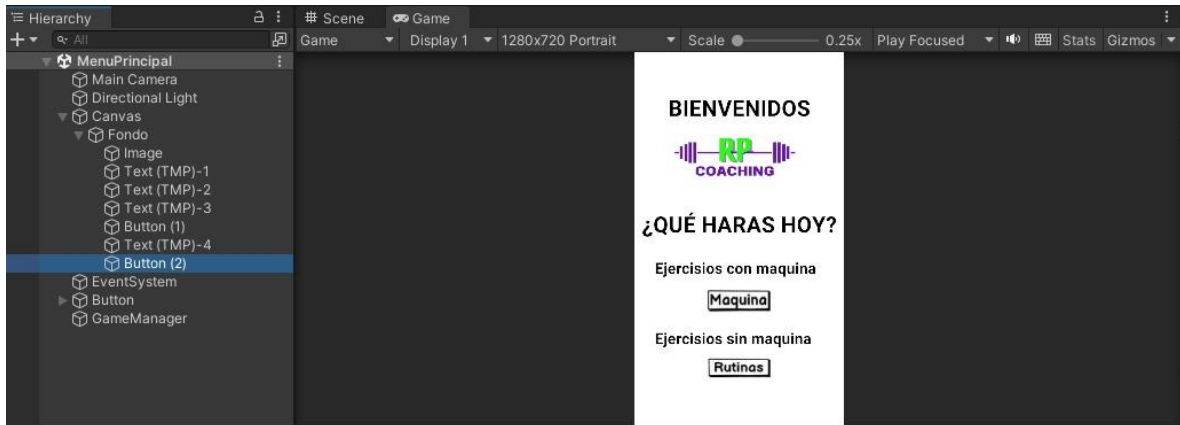 Hierarchy
All
MenuPrincipal
Main Camera
Directional Light
Canvas
Fondo
Image
Text (TMP)-1
Text (TMP)-2
Text (TMP)-3
Button (1)
Text (TMP)-4
Button (2)
EventSystem
Button
GameManager
Scene
Game
Game
Display 1
1280x720 Portrait
Scale
0.25x
Play Focused
Stats
Gizmos
BIENVENIDOS
RP
COACHING
¿QUÉ HARAS HOY?
Ejercisios con maquina
Maquina
Ejercisios sin maquina
Rutinas